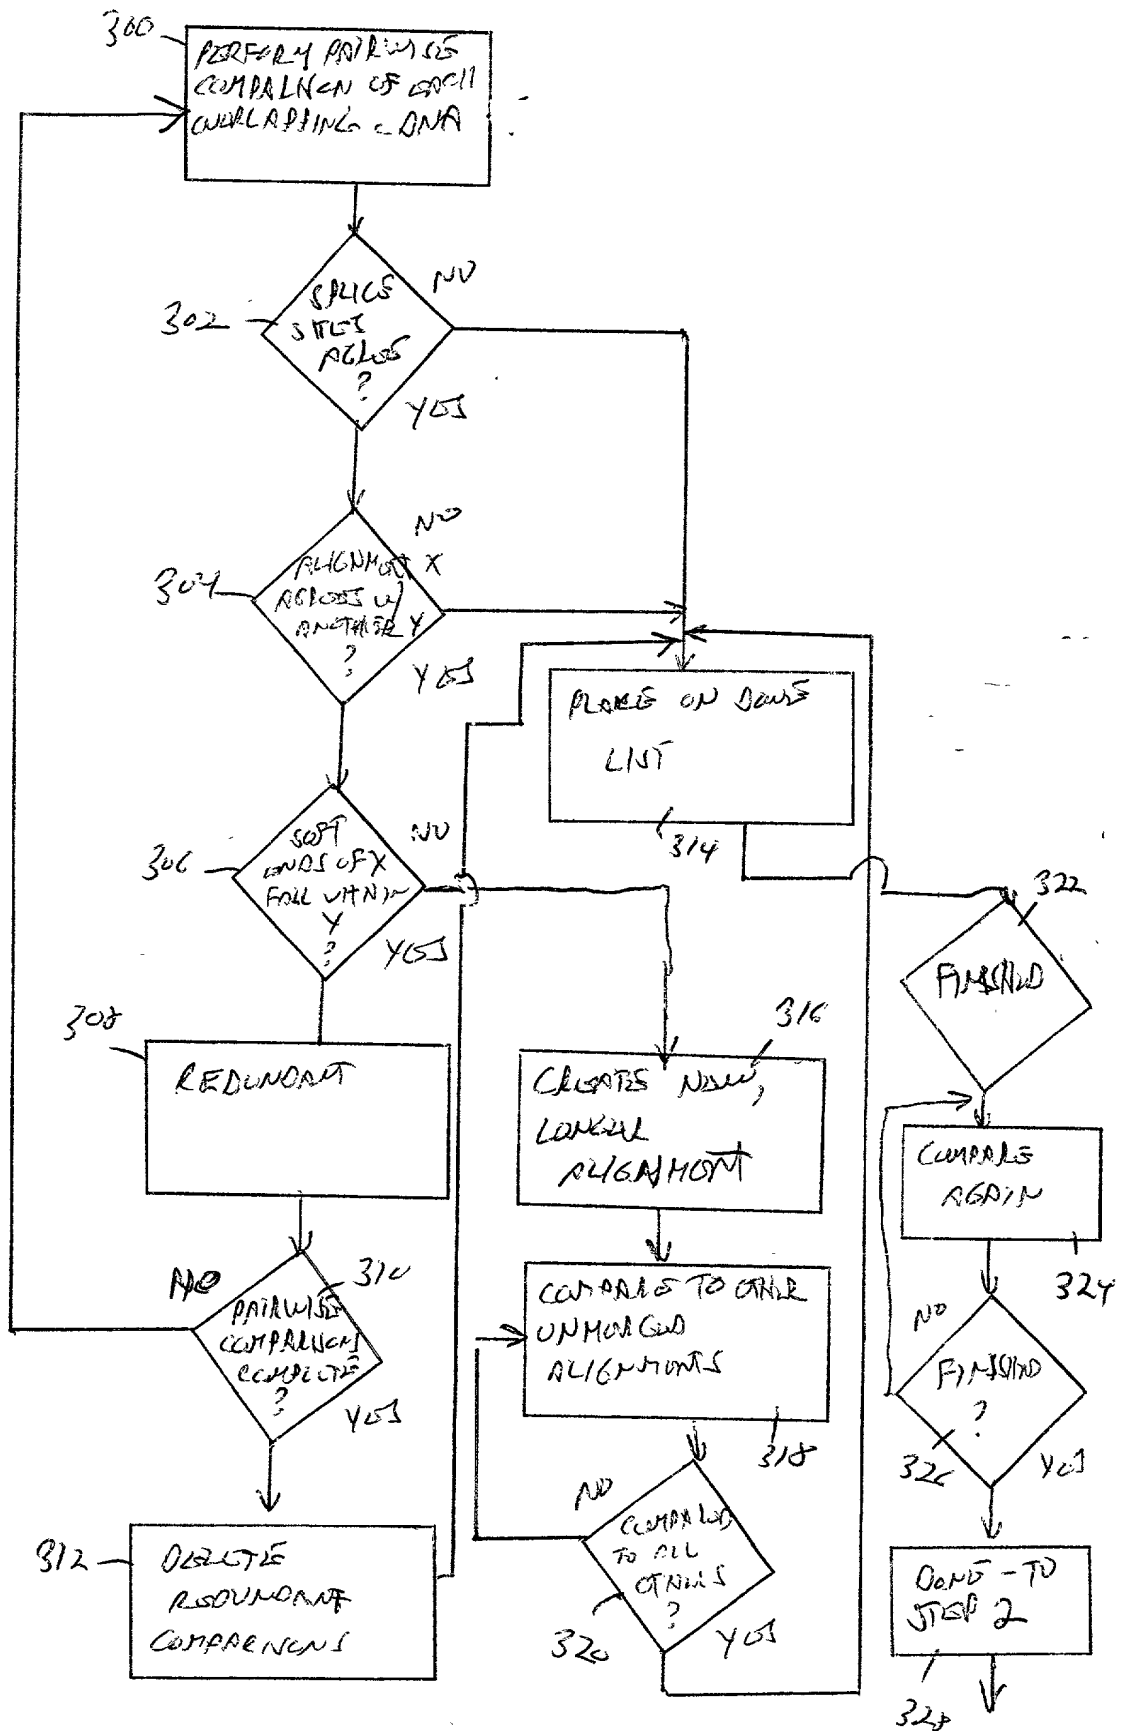 300
PERFORM PAIRWISE
COMPARISON OF EACH
OVERLAPPING cDNA
302
SPLICE
SITES
AGREE
?
NO
YES
304
ALIGNMENT X
AGREES W/
ANOTHER Y
?
NO
YES
306
SOFT
ENDS OF X
FALL WITHIN
Y
?
NO
YES
308
REDUNDANT
310
PAIRWISE
COMPARISONS
COMPLETE
?
NO
YES
312
DELETE
REDUNDANT
COMPARISONS
PLACE ON DONE
LIST
314
316
CREATE NEW,
LONGER
ALIGNMENT
COMPARE TO OTHER
UNMERGED
ALIGNMENTS
318
NO
COMPARED
TO ALL
OTHERS
?
320
YES
322
FINISHED
COMPARE
AGAIN
324
NO
FINISHED
?
326
YES
DONE - TO
STEP 2
328